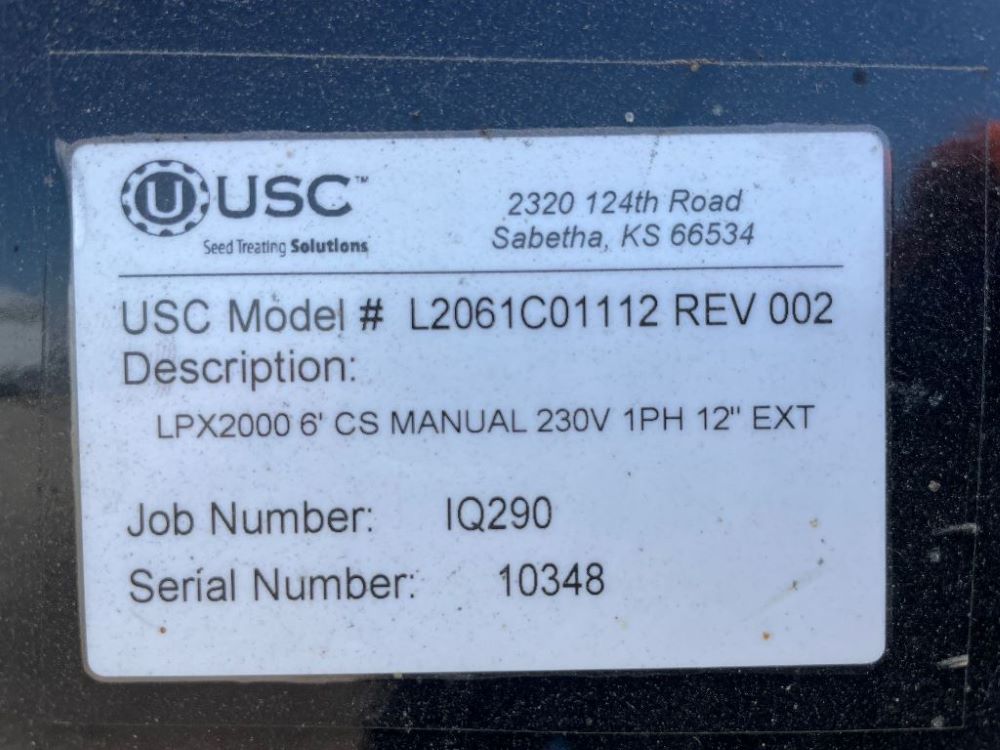 U USC™
Seed Treating Solutions
2320 124th Road
Sabetha, KS 66534
USC Model # L2061C01112 REV 002
Description:
LPX2000 6' CS MANUAL 230V 1PH 12" EXT
Job Number: IQ290
Serial Number: 10348